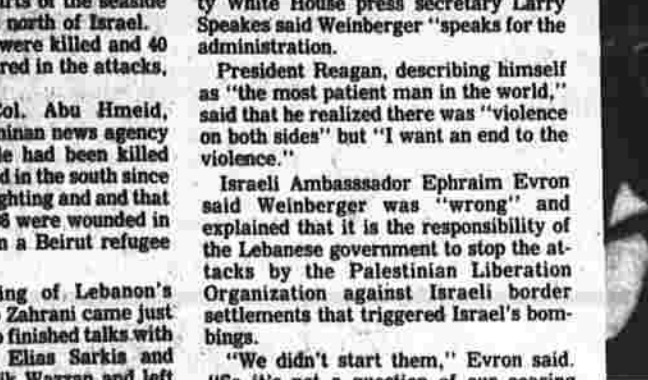 north of Israel.
were killed and 40
red in the attacks,
Col. Abu Hmeid,
inan news agency
e had been killed
d in the south since
ghting and and that
were wounded in
n a Beirut refugee
ing of Lebanon's
Zahrani came just
finished talks with
Elias Sarkis and
ty White House press secretary Larry
Speakes said Weinberger "speaks for the
administration.
President Reagan, describing himself
as "the most patient man in the world,"
said that he realized there was "violence
on both sides" but "I want an end to the
violence."
Israeli Ambasssador Ephraim Evron
said Weinberger was "wrong" and
explained that it is the responsibility of
the Lebanese government to stop the at-
tacks by the Palestinian Liberation
Organization against Israeli border
settlements that triggered Israel's bom-
bings.
"We didn't start them," Evron said.